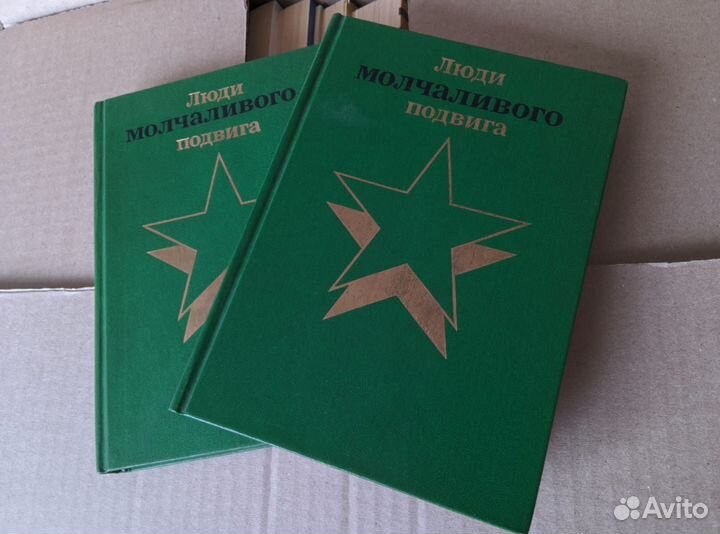 Люди
молчаливого
подвига
Люди
молчаливого
подвига
Avito